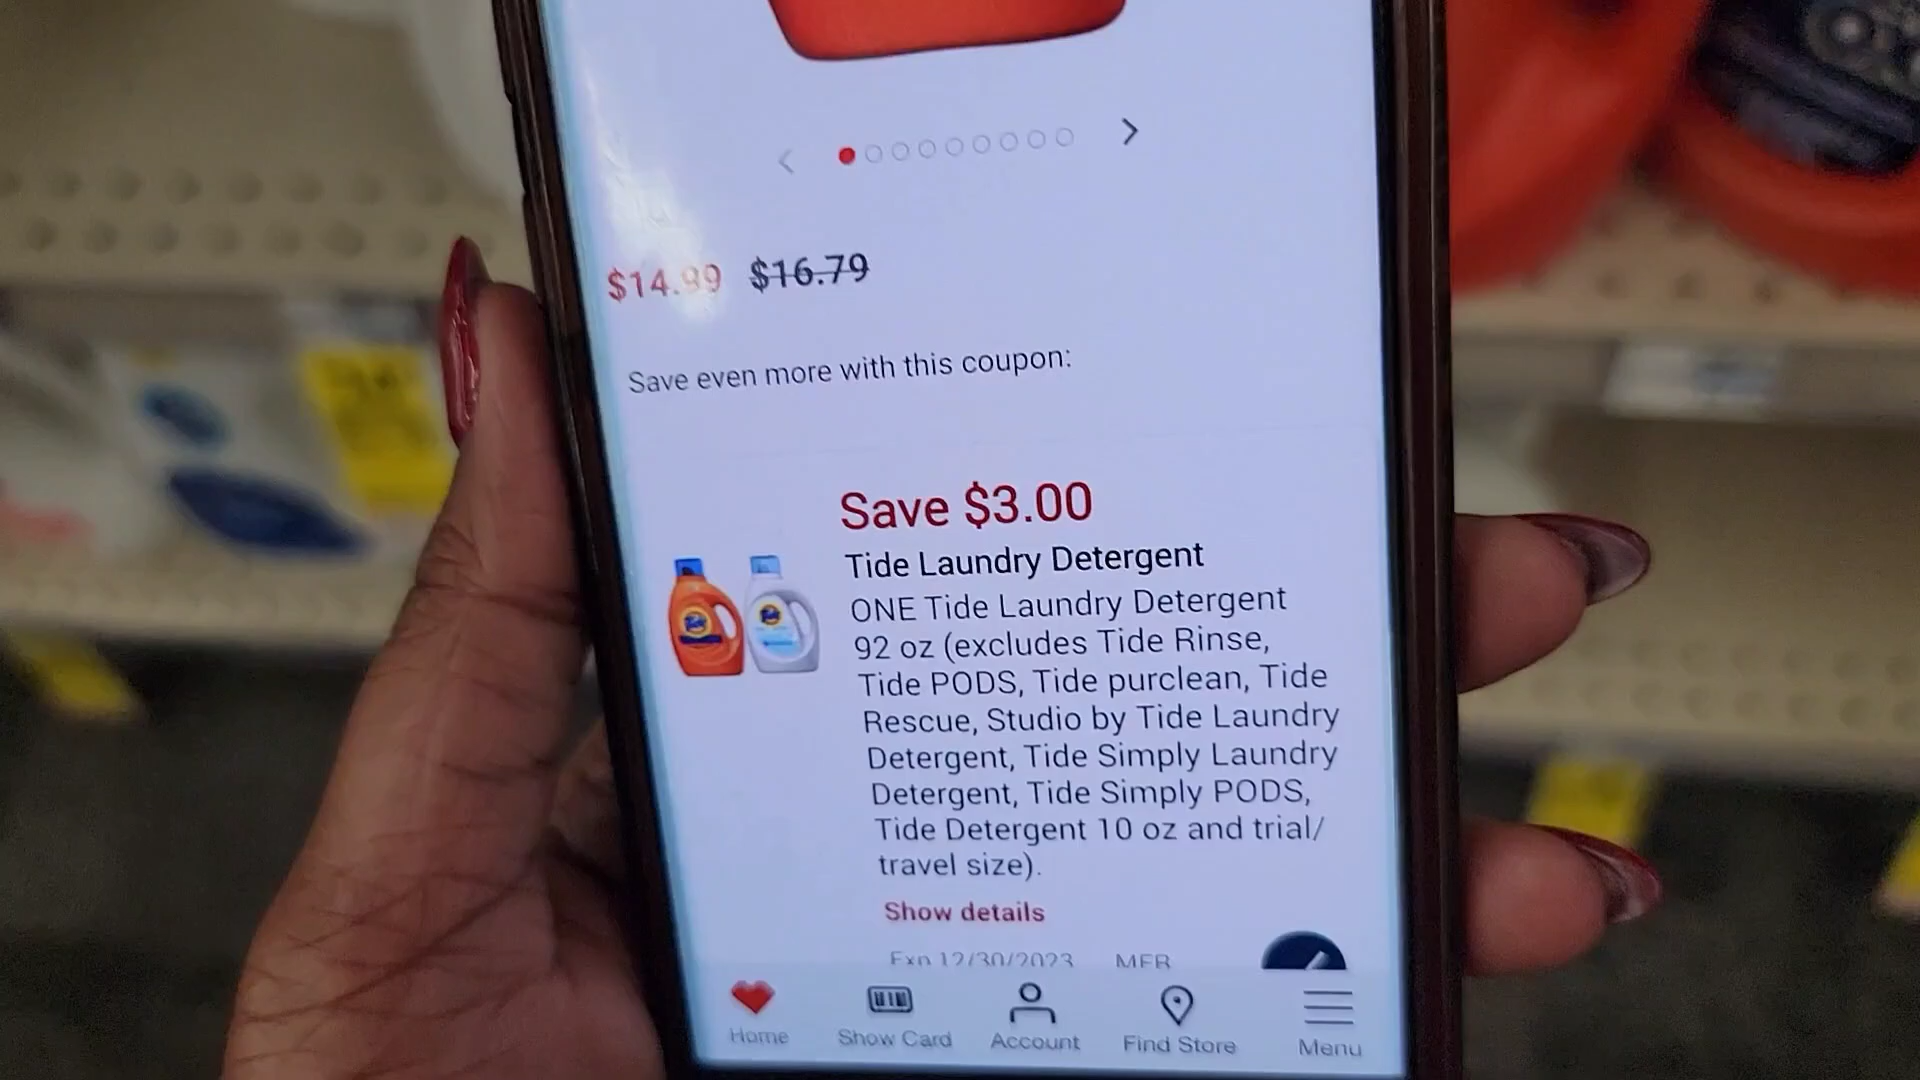 $14.99 $16.79
Save even more with this coupon:
Save $3.00
Tide Laundry Detergent
ONE Tide Laundry Detergent
92 oz (excludes Tide Rinse,
Tide PODS, Tide purclean, Tide
Rescue, Studio by Tide Laundry
Detergent, Tide Simply Laundry
Detergent, Tide Simply PODS,
Tide Detergent 10 oz and trial/
travel size).
Show details
Exp 12/30/2023 MFR
Home Show Card Account Find Store Menu